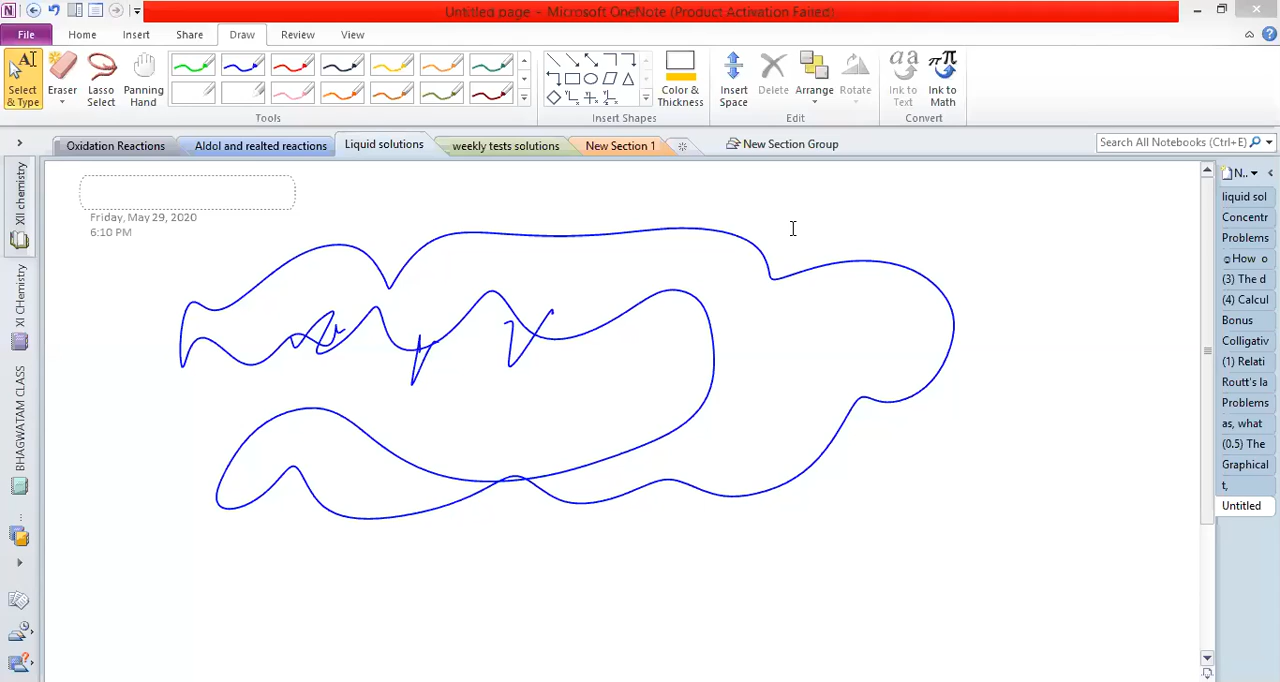 Untitled page - Microsoft OneNote (Product Activation Failed)
File Home Insert Share Draw Review View
Select & Type
Eraser
Lasso Select
Panning Hand
Color & Thickness
Insert Space
Delete
Arrange
Rotate
Ink to Text
Ink to Math
Tools Insert Shapes Edit Convert
Oxidation Reactions Aldol and realted reactions Liquid solutions weekly tests solutions New Section 1 New Section Group Search All Notebooks (Ctrl+E)
XII chemistry
XI CHemistry
BHAGWATAM CLASS
Friday, May 29, 2020
6:10 PM
N..
liquid sol
Concentr
Problems
How o
(3) The d
(4) Calcul
Bonus
Colligativ
(1) Relati
Routt's la
Problems
as, what
(0.5) The
Graphical
t,
Untitled